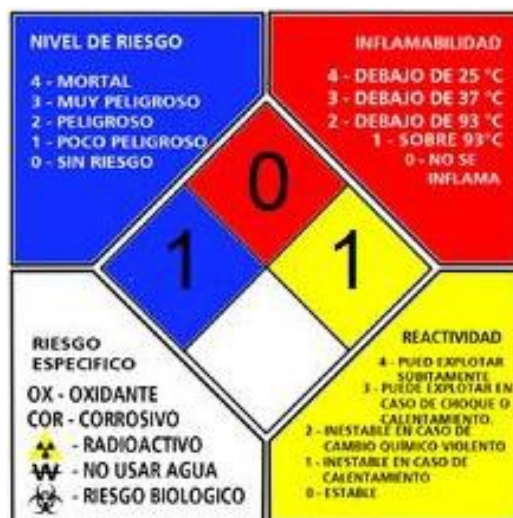 NIVEL DE RIESGO
4 - MORTAL
3 - MUY PELIGROSO
2 - PELIGROSO
1 - POCO PELIGROSO
0 - SIN RIESGO
INFLAMABILIDAD
4 - DEBAJO DE 25 °C
3 - DEBAJO DE 37 °C
2 - DEBAJO DE 93 °C
1 - SOBRE 93°C
0 - NO SE
INFLAMA
0
1
1
RIESGO
ESPECIFICO
OX - OXIDANTE
COR - CORROSIVO
- RADIOACTIVO
W - NO USAR AGUA
- RIESGO BIOLOGICO
REACTIVIDAD
4 - PUED EXPLOTAR
SÚBITAMENTE
3 - PUEDE EXPLOTAR EN
CASO DE CHOQUE O
CALENTAMIENTO.
2 - INESTABLE EN CASO DE
CAMBIO QUÍMICO VIOLENTO
1 - INESTABLE EN CASO DE
CALENTAMIENTO
0 - ESTABLE